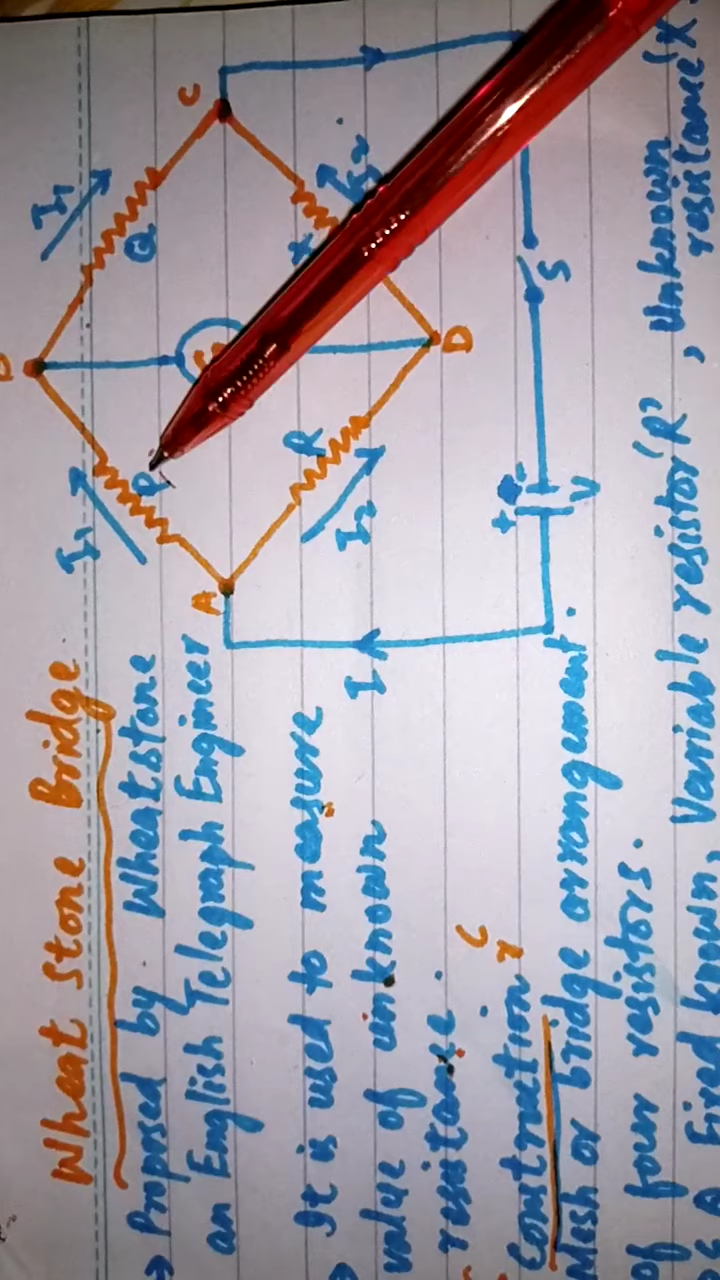 Wheat Stone Bridge
→ Proposed by Wheatstone
an English Telegraph Engineer
→ It is used to measure
value of unknown
resistance.
Construction :
Mesh or bridge arrangement
of four resistors.
A fixed known, Variable resistor 'R', Unknown
resistance 'X'
I1
I1
P
Q
C
G
A
R
X
D
I2
I
+
V
S